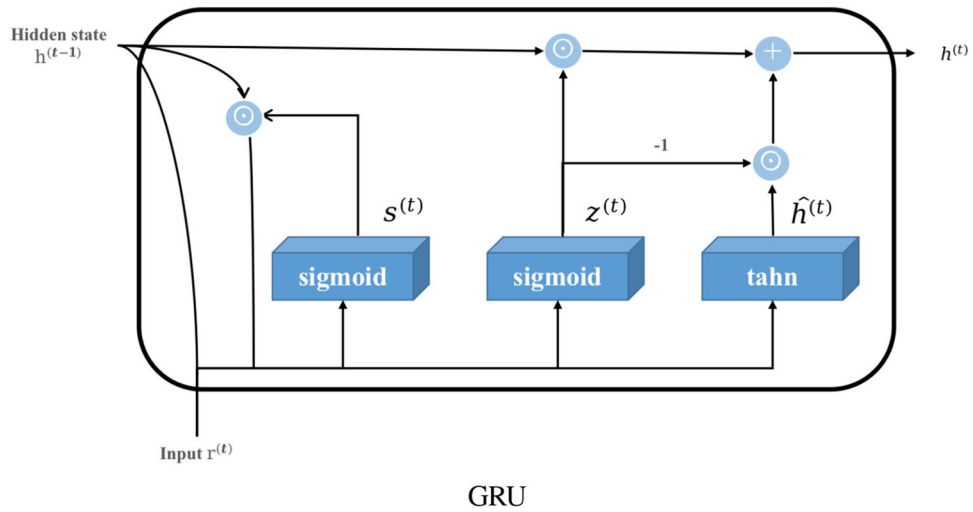 Hidden state
h^(t−1)
h^(t)
-1
s^(t)
z^(t)
ĥ^(t)
sigmoid
sigmoid
tahn
Input r^(t)
GRU